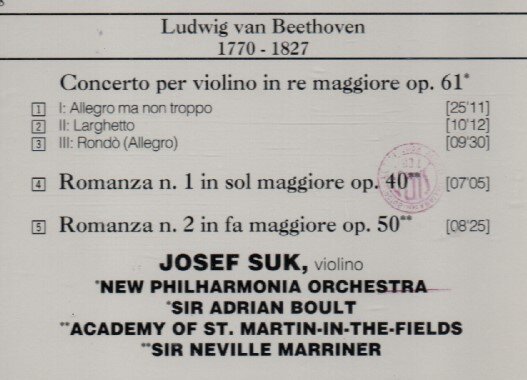 Ludwig van Beethoven
1770 - 1827
Concerto per violino in re maggiore op. 61*
1 I: Allegro ma non troppo [25'11]
2 II: Larghetto [10'12]
3 III: Rondò (Allegro) [09'30]
4 Romanza n. 1 in sol maggiore op. 40** [07'05]
5 Romanza n. 2 in fa maggiore op. 50** [08'25]
JOSEF SUK, violino
*NEW PHILHARMONIA ORCHESTRA
*SIR ADRIAN BOULT
**ACADEMY OF ST. MARTIN-IN-THE-FIELDS
**SIR NEVILLE MARRINER